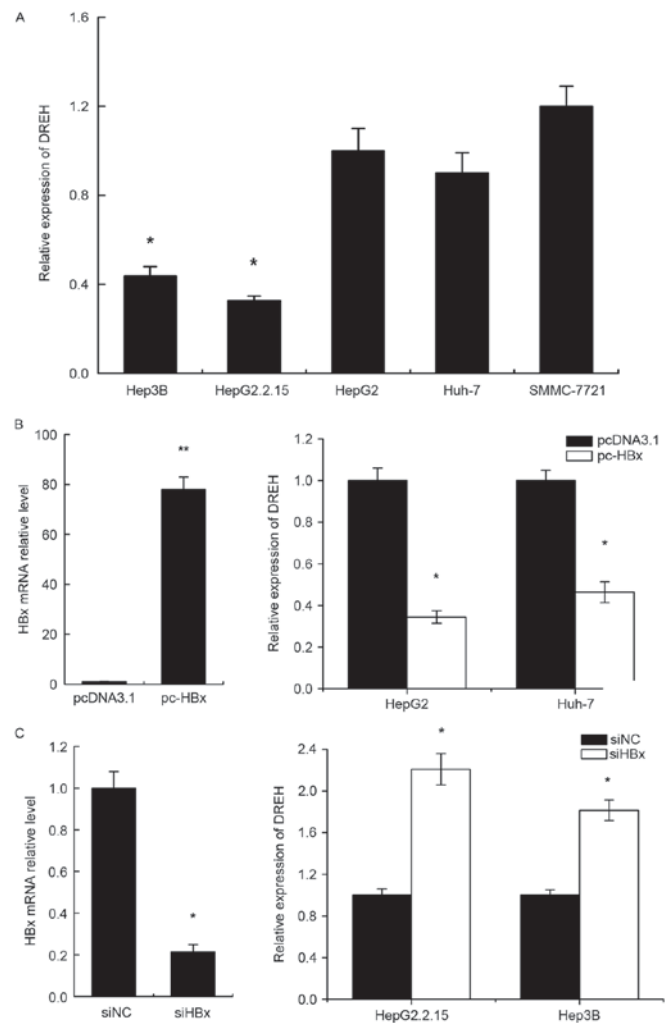 A
Relative expression of DREH
1.6
1.2
0.8
0.4
0.0
*
*
Hep3B HepG2.2.15 HepG2 Huh-7 SMMC-7721
B
HBx mRNA relative level
100
80
60
40
20
0
**
pcDNA3.1 pc-HBx
Relative expression of DREH
1.2
1.0
0.8
0.6
0.4
0.2
0.0
pcDNA3.1
pc-HBx
*
*
HepG2 Huh-7
C
HBx mRNA relative level
1.2
1.0
0.8
0.6
0.4
0.2
0.0
*
siNC siHBx
Relative expression of DREH
2.4
2.0
1.6
1.2
0.8
0.4
0.0
siNC
siHBx
*
*
HepG2.2.15 Hep3B